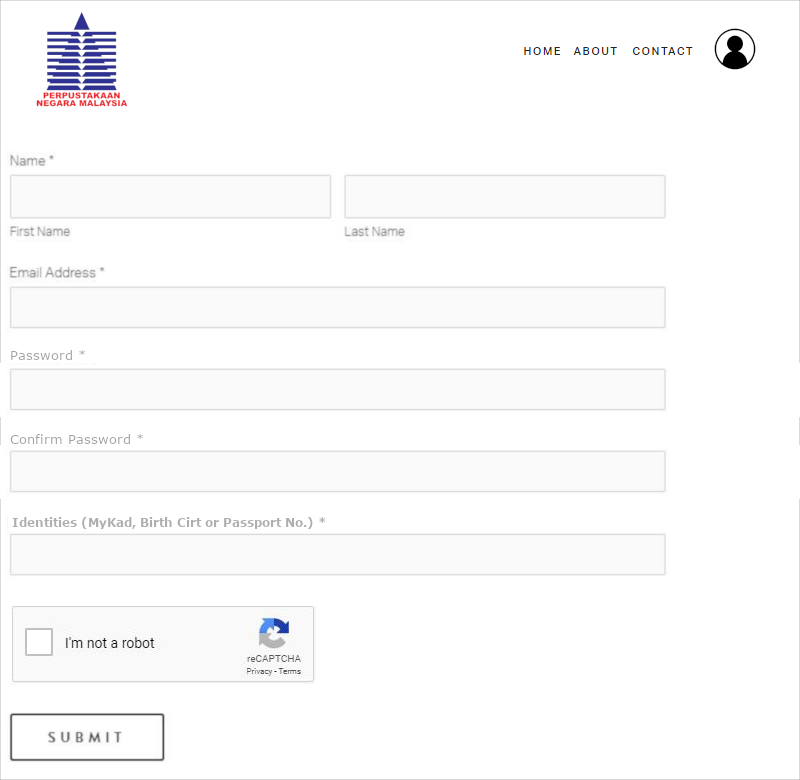 PERPUSTAKAAN
NEGARA MALAYSIA
HOME ABOUT CONTACT
Name *
First Name Last Name
Email Address *
Password *
Confirm Password *
Identities (MyKad, Birth Cirt or Passport No.) *
I'm not a robot
reCAPTCHA
Privacy - Terms
SUBMIT